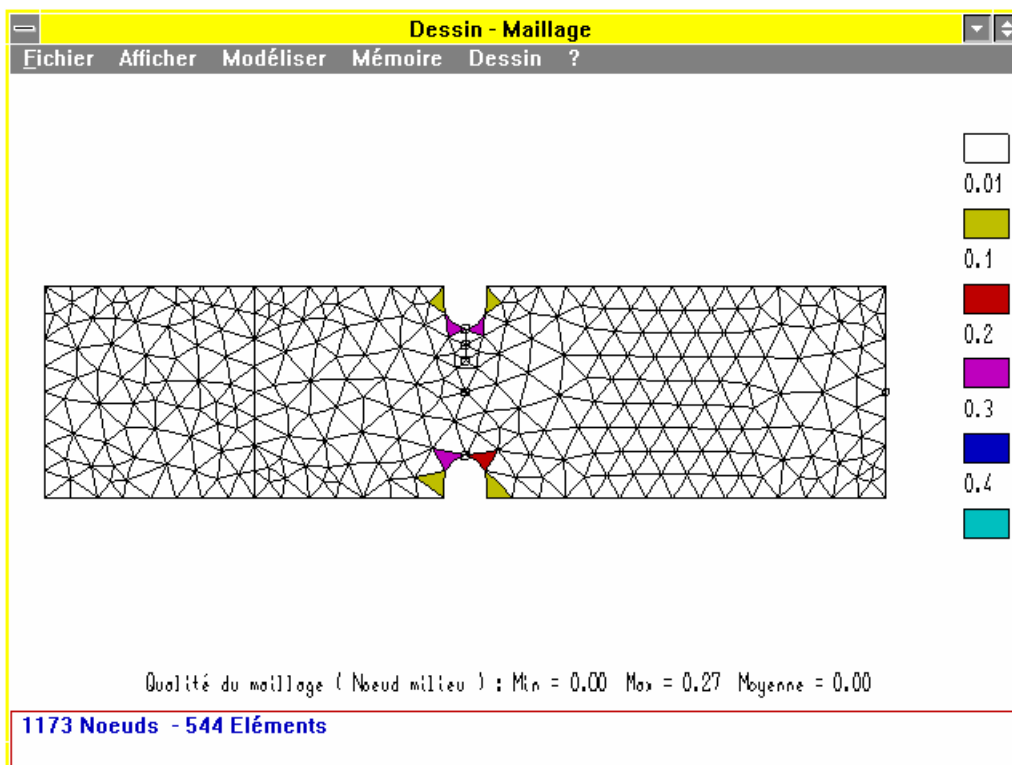 Dessin - Maillage
Fichier Afficher Modéliser Mémoire Dessin ?
0.01
0.1
0.2
0.3
0.4
Qualité du maillage ( Noeud milieu ) : Min = 0.00 Max = 0.27 Moyenne = 0.00
1173 Noeuds - 544 Eléments